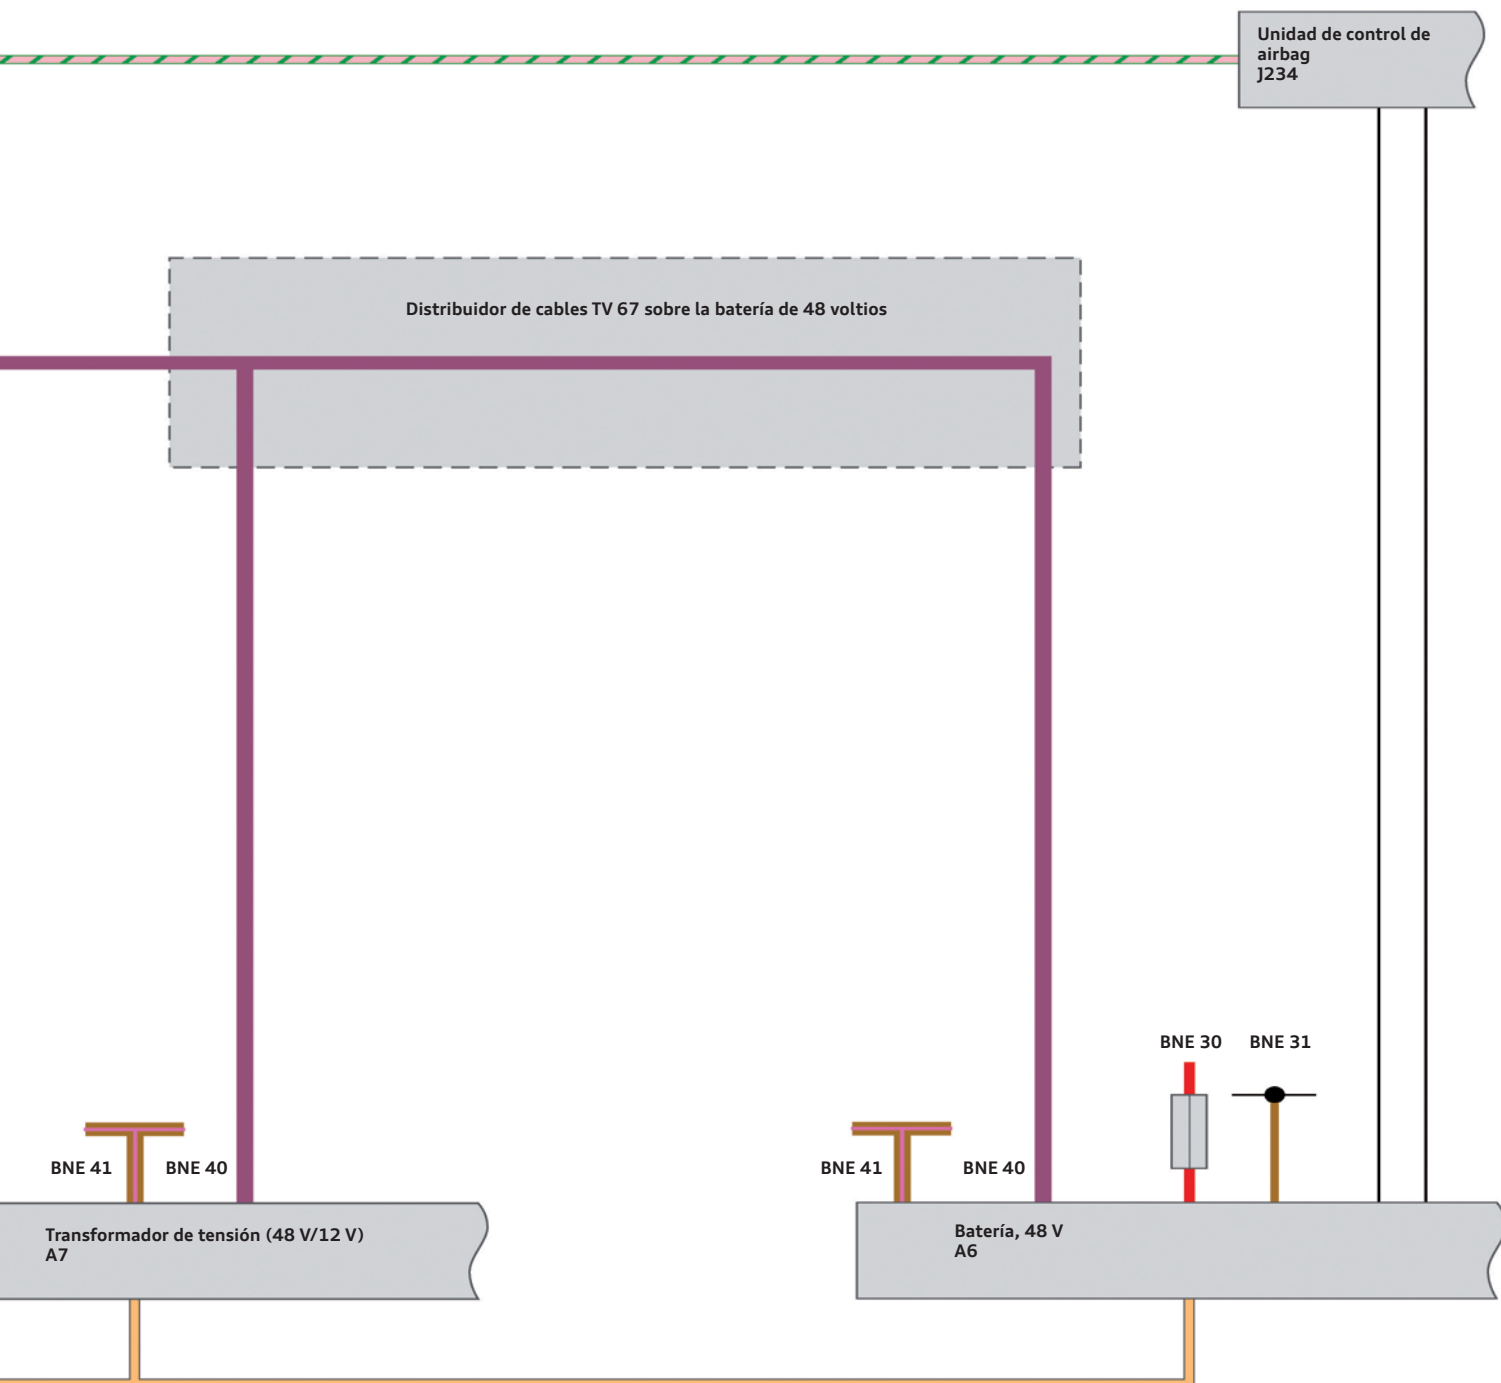 Unidad de control de
airbag
J234
Distribuidor de cables TV 67 sobre la batería de 48 voltios
BNE 30
BNE 31
BNE 41
BNE 40
BNE 41
BNE 40
Transformador de tensión (48 V/12 V)
A7
Batería, 48 V
A6